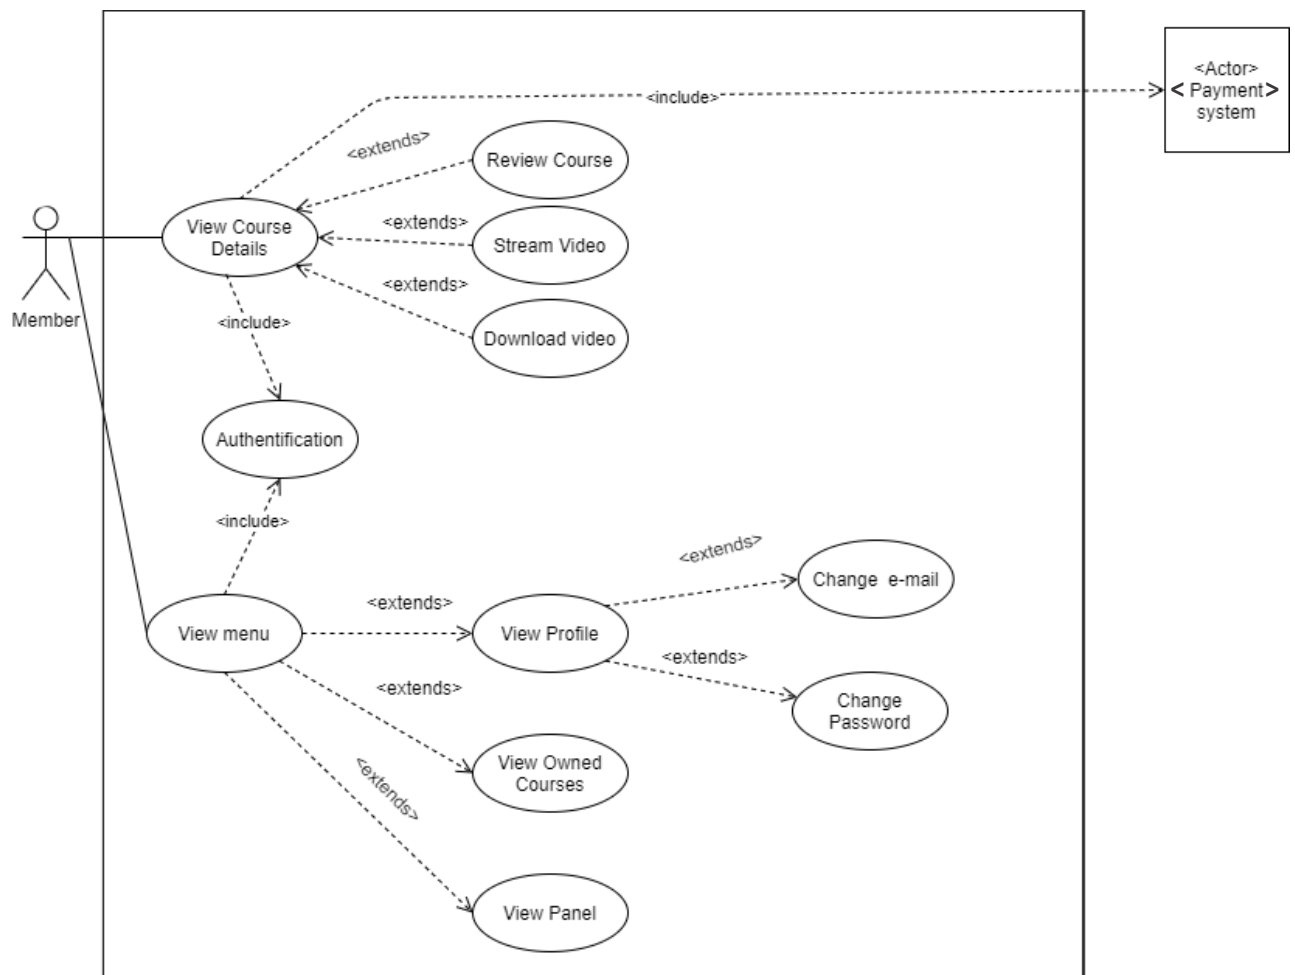 <Actor>
< Payment >
system
<include>
<extends>
Review Course
View Course
Details
<extends>
Stream Video
<extends>
Download video
Member
<include>
Authentification
<include>
<extends>
Change e-mail
<extends>
View menu
View Profile
<extends>
Change
Password
<extends>
View Owned
Courses
<extends>
View Panel